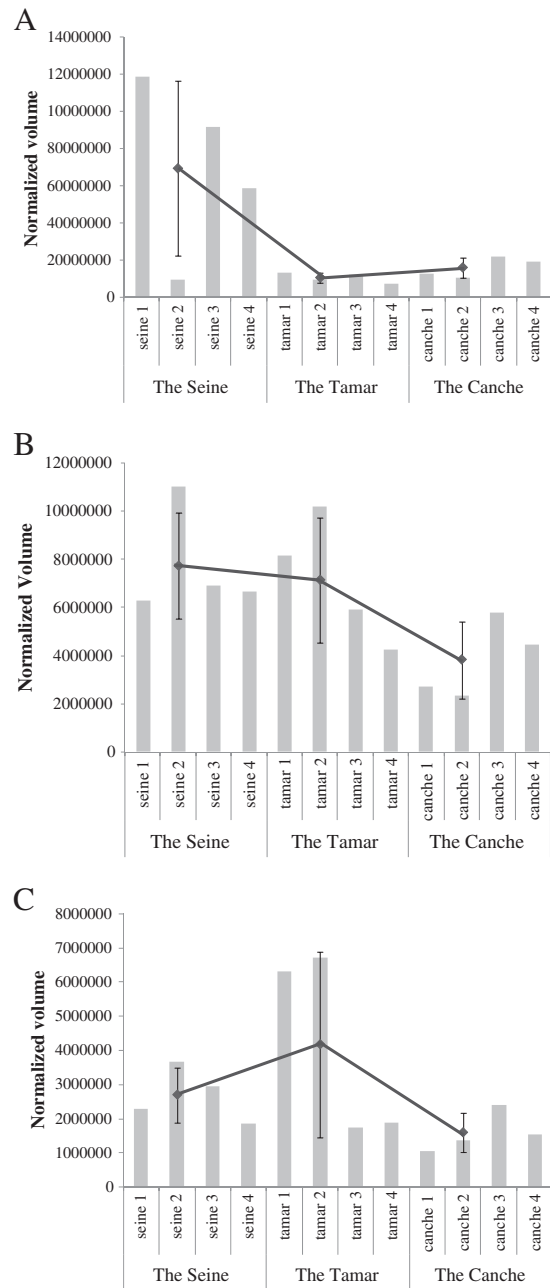 A
14000000
12000000
10000000
80000000
60000000
40000000
20000000
0
Normalized volume
seine 1
seine 2
seine 3
seine 4
tamar 1
tamar 2
tamar 3
tamar 4
canche 1
canche 2
canche 3
canche 4
The Seine
The Tamar
The Canche
B
12000000
10000000
8000000
6000000
4000000
2000000
0
Normalized Volume
seine 1
seine 2
seine 3
seine 4
tamar 1
tamar 2
tamar 3
tamar 4
canche 1
canche 2
canche 3
canche 4
The Seine
The Tamar
The Canche
C
8000000
7000000
6000000
5000000
4000000
3000000
2000000
1000000
0
Normalized volume
seine 1
seine 2
seine 3
seine 4
tamar 1
tamar 2
tamar 3
tamar 4
canche 1
canche 2
canche 3
canche 4
The Seine
The Tamar
The Canche